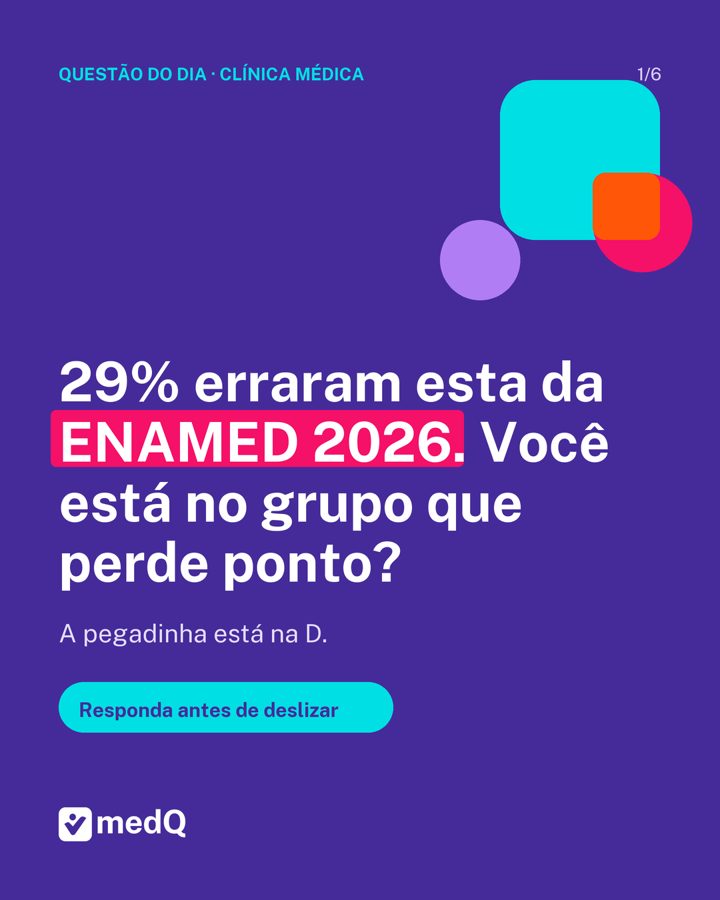 QUESTÃO DO DIA · CLÍNICA MÉDICA
1/6
29% erraram esta da
ENAMED 2026. Você
está no grupo que
perde ponto?
A pegadinha está na D.
Responda antes de deslizar
medQ